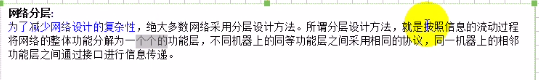 网络分层:
为了减少网络设计的复杂性，绝大多数网络采用分层设计方法。所谓分层设计方法，就是按照信息的流动过程
将网络的整体功能分解为一个个的功能层，不同机器上的同等功能层之间采用相同的协议，同一机器上的相邻
功能层之间通过接口进行信息传递。